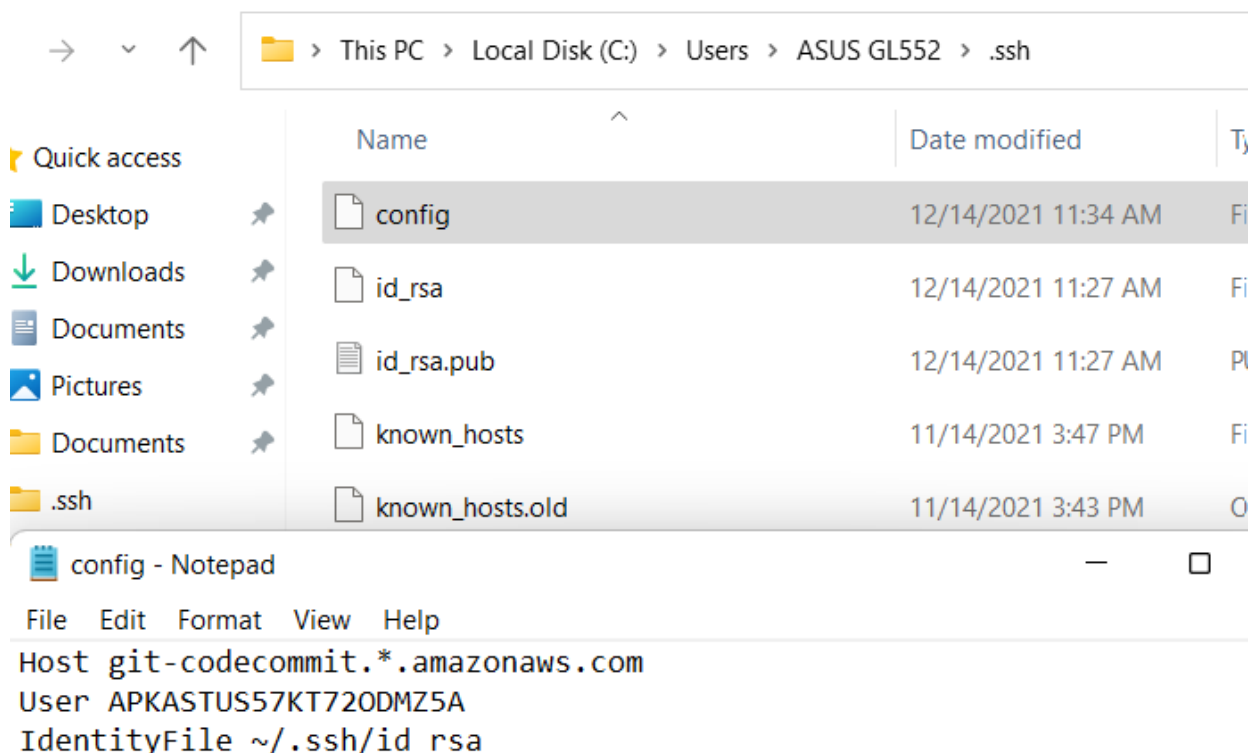 This PC > Local Disk (C:) > Users > ASUS GL552 > .ssh
Name Date modified
Quick access
Desktop
Downloads
Documents
Pictures
Documents
.ssh
config 12/14/2021 11:34 AM
id_rsa 12/14/2021 11:27 AM
id_rsa.pub 12/14/2021 11:27 AM
known_hosts 11/14/2021 3:47 PM
known_hosts.old 11/14/2021 3:43 PM
config - Notepad
File Edit Format View Help
Host git-codecommit.*.amazonaws.com
User APKASTUS57KT72ODMZ5A
IdentityFile ~/.ssh/id_rsa